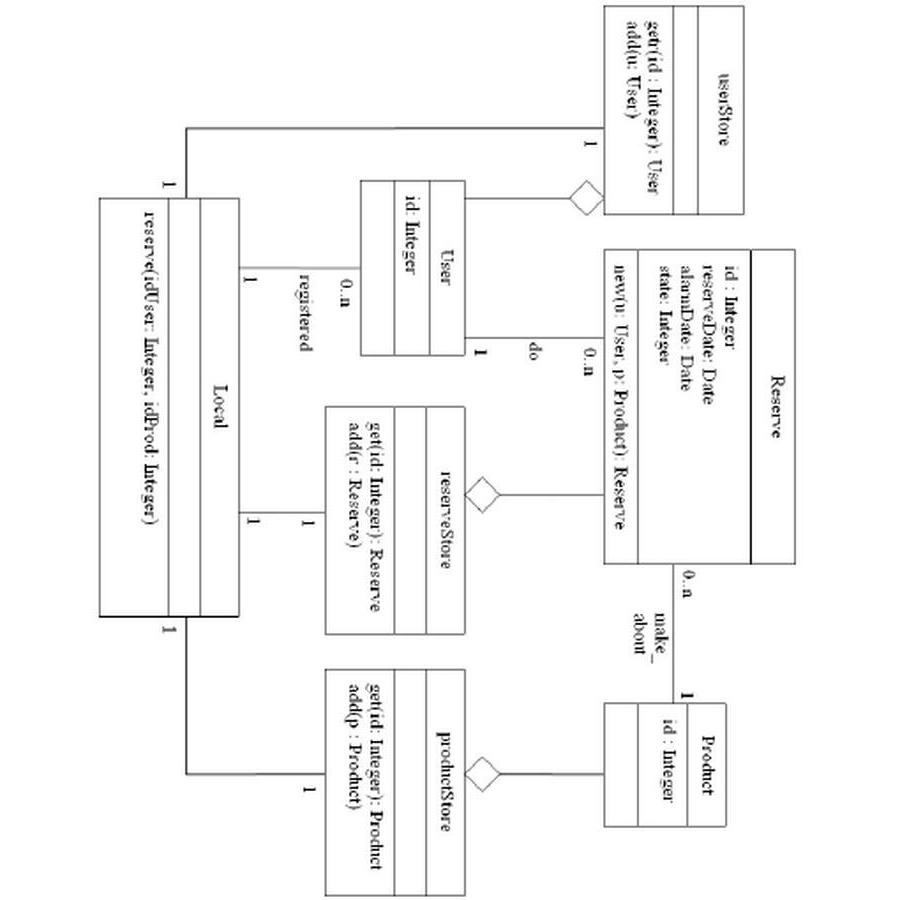 userStore
getr(id : Integer): User
add(u: User)
1
Reserve
id : Integer
reserveDate: Date
alarmDate: Date
state: Integer
new(u: User, p: Product): Reserve
0..n
make_
about
1
Product
id : Integer
0..n
do
1
User
id: Integer
0..n
registered
1
reserveStore
get(id: Integer): Reserve
add(r : Reserve)
1
1
productStore
get(id: Integer): Product
add(p : Product)
1
1
Local
reserve(idUser: Integer, idProd: Integer)
1